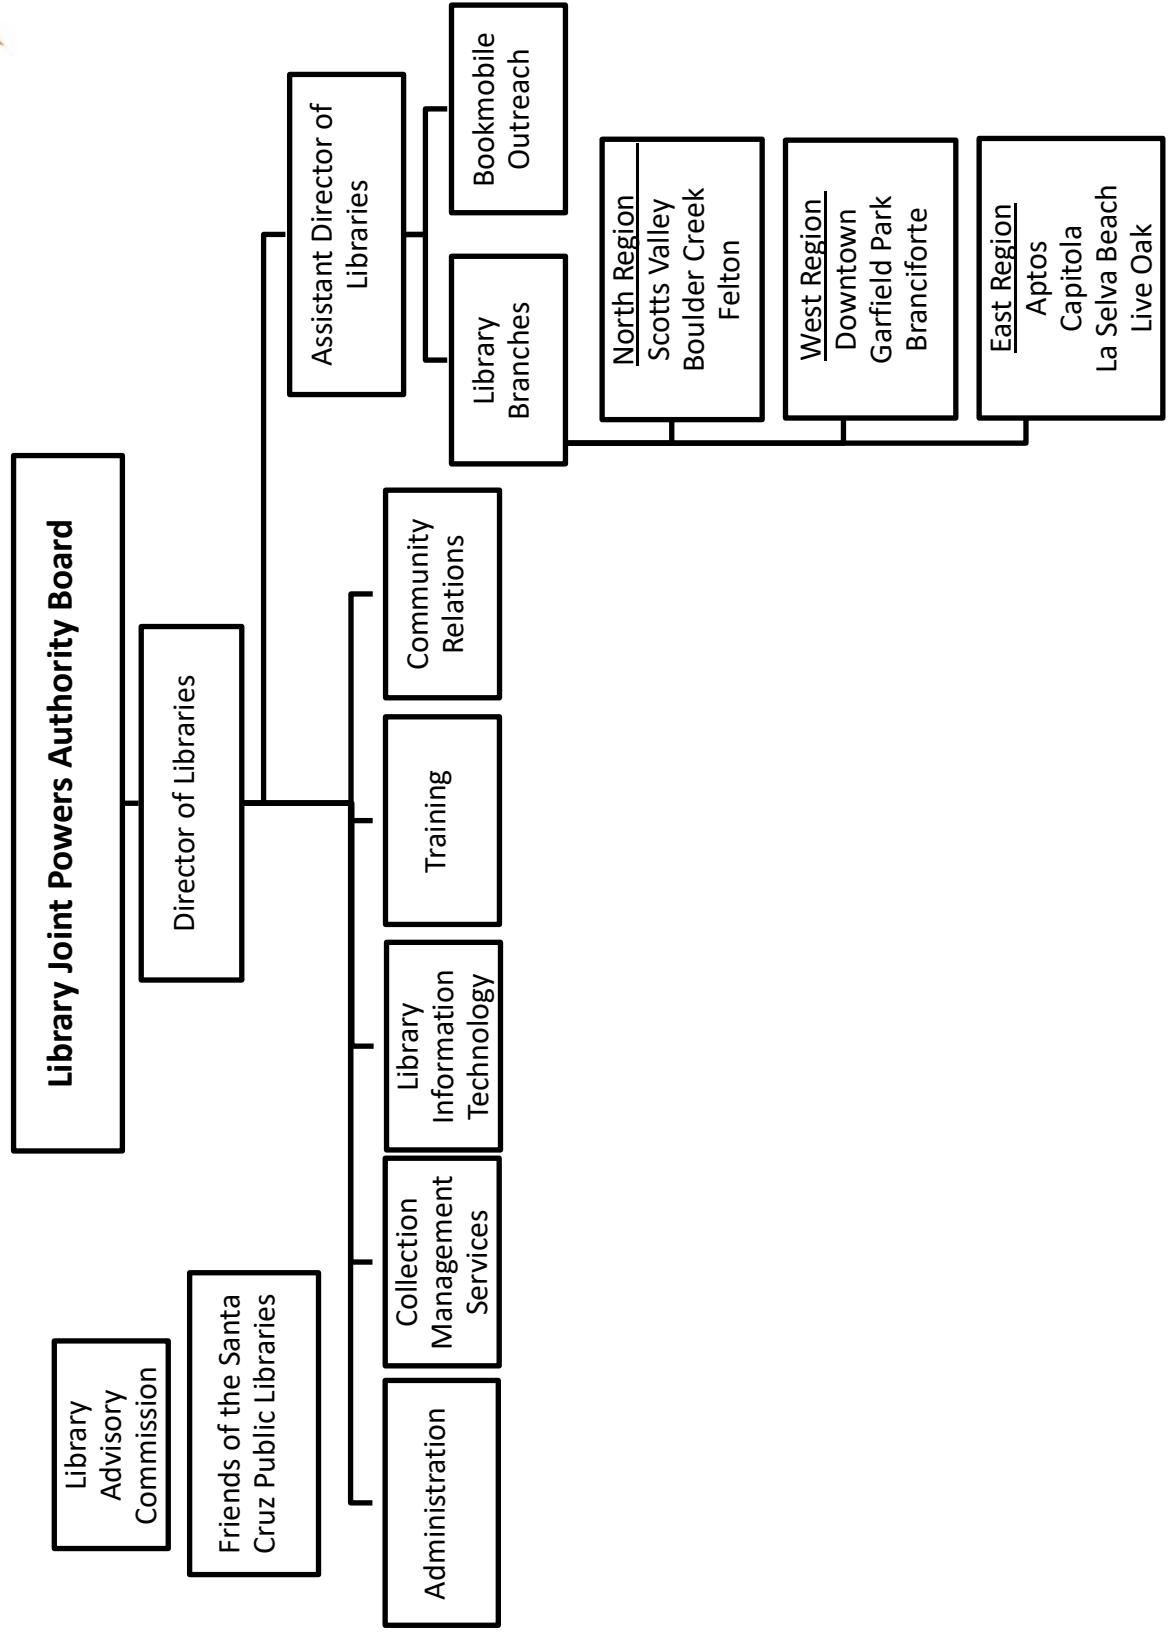 Library Joint Powers Authority Board
Library
Advisory
Commission
Director of Libraries
Friends of the Santa
Cruz Public Libraries
Assistant Director of
Libraries
Administration
Collection
Management
Services
Library
Information
Technology
Training
Community
Relations
Library
Branches
Bookmobile
Outreach
North Region
Scotts Valley
Boulder Creek
Felton
West Region
Downtown
Garfield Park
Branciforte
East Region
Aptos
Capitola
La Selva Beach
Live Oak